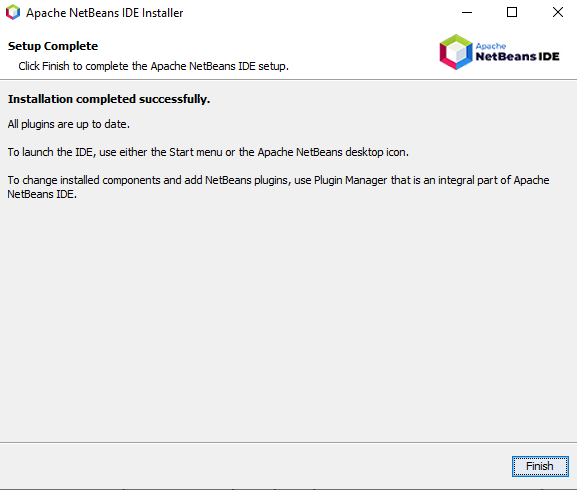 Apache NetBeans IDE Installer
Setup Complete
Click Finish to complete the Apache NetBeans IDE setup.
Apache
NetBeans IDE
Installation completed successfully.
All plugins are up to date.
To launch the IDE, use either the Start menu or the Apache NetBeans desktop icon.
To change installed components and add NetBeans plugins, use Plugin Manager that is an integral part of Apache
NetBeans IDE.
Finish